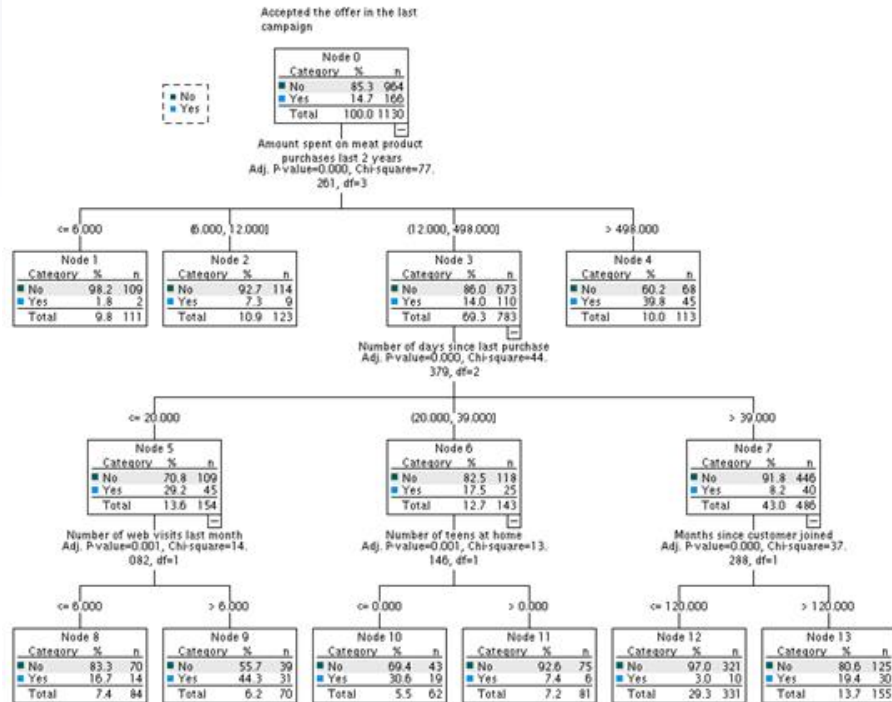 Accepted the offer in the last
campaign
No
Yes
Node 0
Category % n
No 85.3 964
Yes 14.7 166
Total 100.0 1130
Amount spent on meat product
purchases last 2 years
Adj. P-value=0.000, Chi-square=77.
261, df=3
<= 6.000
(6.000, 12.000]
(12.000, 498.000]
> 498.000
Node 1
Category % n
No 98.2 109
Yes 1.8 2
Total 9.8 111
Node 2
Category % n
No 92.7 114
Yes 7.3 9
Total 10.9 123
Node 3
Category % n
No 86.0 673
Yes 14.0 110
Total 69.3 783
Node 4
Category % n
No 60.2 68
Yes 39.8 45
Total 10.0 113
Number of days since last purchase
Adj. P-value=0.000, Chi-square=44.
379, df=2
<= 20.000
(20.000, 39.000]
> 39.000
Node 5
Category % n
No 70.8 109
Yes 29.2 45
Total 13.6 154
Node 6
Category % n
No 82.5 118
Yes 17.5 25
Total 12.7 143
Node 7
Category % n
No 91.8 446
Yes 8.2 40
Total 43.0 486
Number of web visits last month
Adj. P-value=0.001, Chi-square=14.
082, df=1
Number of teens at home
Adj. P-value=0.001, Chi-square=13.
146, df=1
Months since customer joined
Adj. P-value=0.000, Chi-square=37.
288, df=1
<= 6.000
> 6.000
<= 0.000
> 0.000
<= 120.000
> 120.000
Node 8
Category % n
No 83.3 70
Yes 16.7 14
Total 7.4 84
Node 9
Category % n
No 55.7 39
Yes 44.3 31
Total 6.2 70
Node 10
Category % n
No 69.4 43
Yes 30.6 19
Total 5.5 62
Node 11
Category % n
No 92.6 75
Yes 7.4 6
Total 7.2 81
Node 12
Category % n
No 97.0 321
Yes 3.0 10
Total 29.3 331
Node 13
Category % n
No 80.6 125
Yes 19.4 30
Total 13.7 155